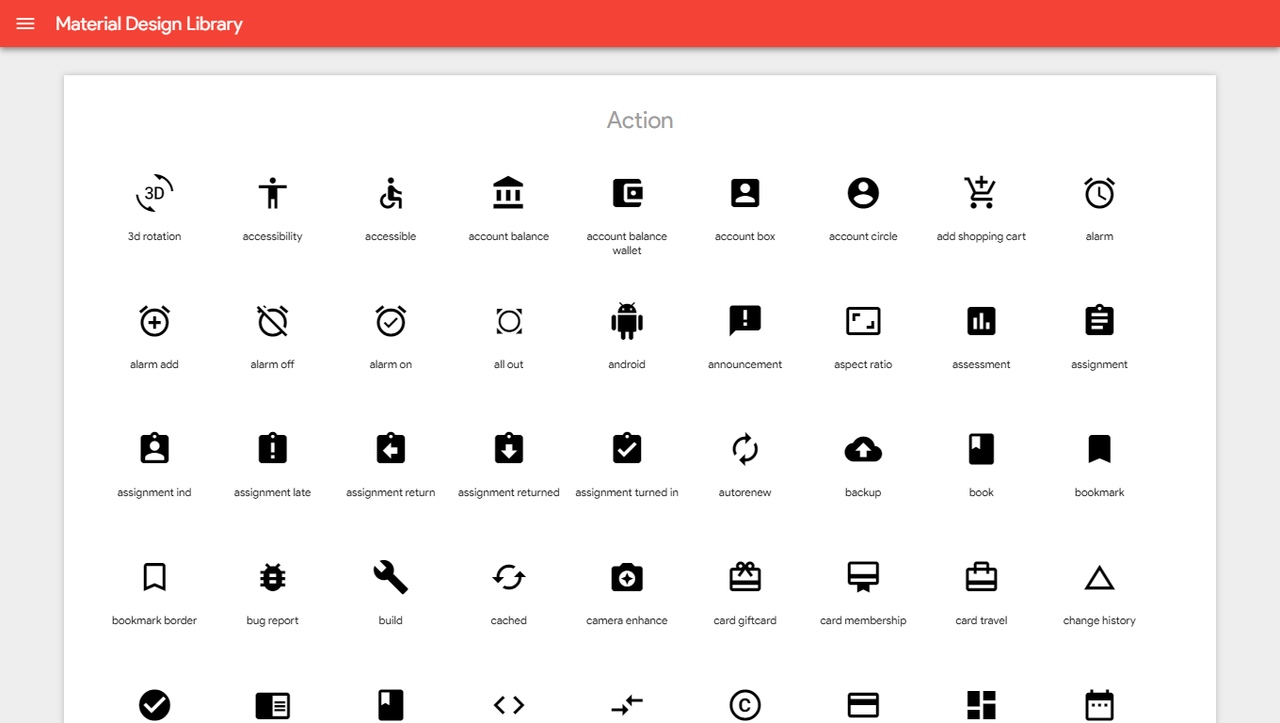 Material Design Library
Action
3D
3d rotation
accessibility
accessible
account balance
account balance
wallet
account box
account circle
add shopping cart
alarm
alarm add
alarm off
alarm on
all out
android
announcement
aspect ratio
assessment
assignment
assignment ind
assignment late
assignment return
assignment returned
assignment turned in
autorenew
backup
book
bookmark
bookmark border
bug report
build
cached
camera enhance
card giftcard
card membership
card travel
change history